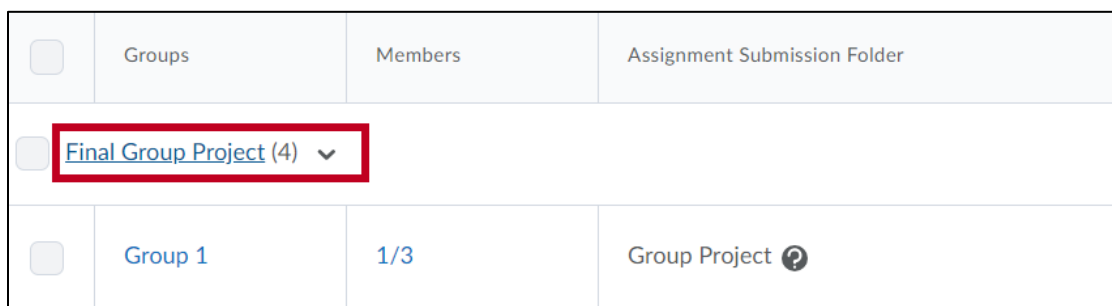 Groups Members Assignment Submission Folder
Final Group Project (4)
Group 1 1/3 Group Project ?